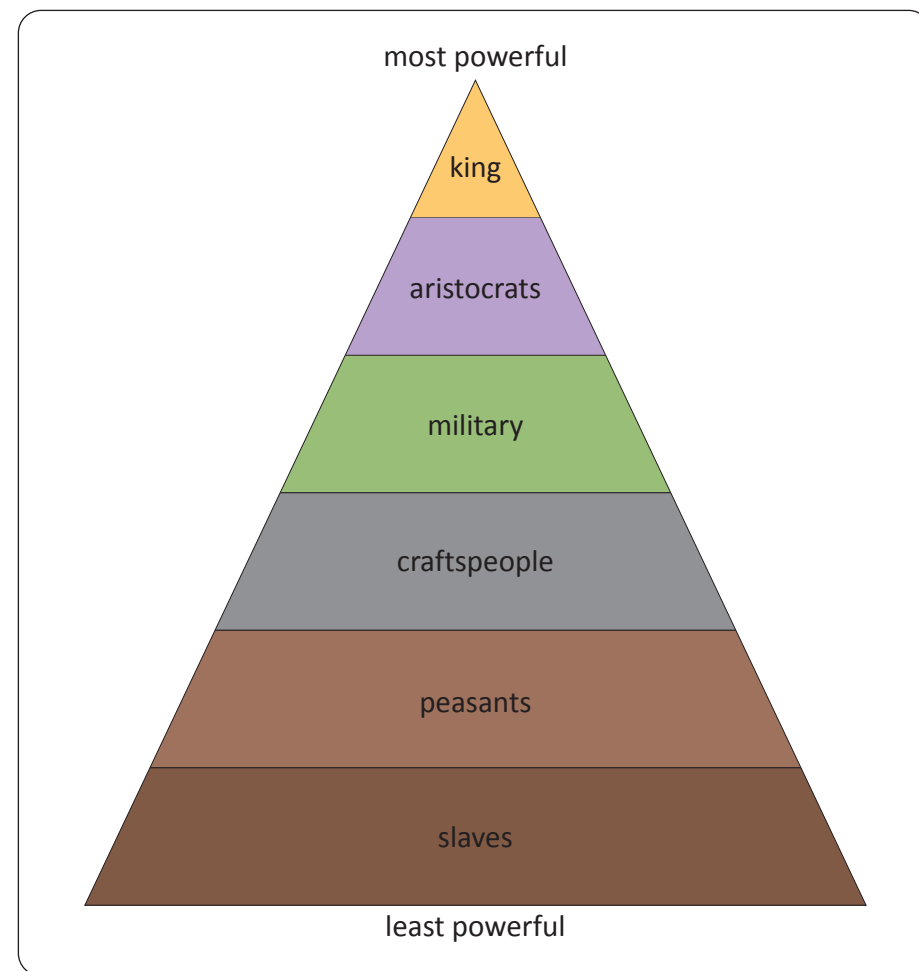 most powerful
king
aristocrats
military
craftspeople
peasants
slaves
least powerful